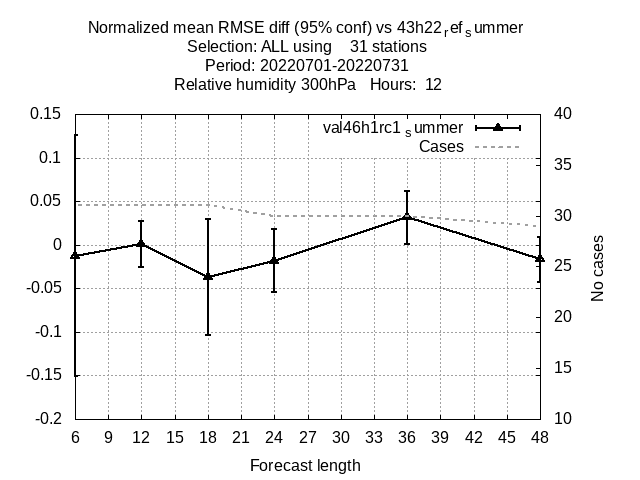 Normalized mean RMSE diff (95% conf) vs 43h22refsummer
Selection: ALL using 31 stations
Period: 20220701-20220731
Relative humidity 300hPa Hours: 12
val46h1rc1summer
Cases
0.15
0.1
0.05
0
-0.05
-0.1
-0.15
-0.2
40
35
30
25
20
15
10
No cases
6 9 12 15 18 21 24 27 30 33 36 39 42 45 48
Forecast length